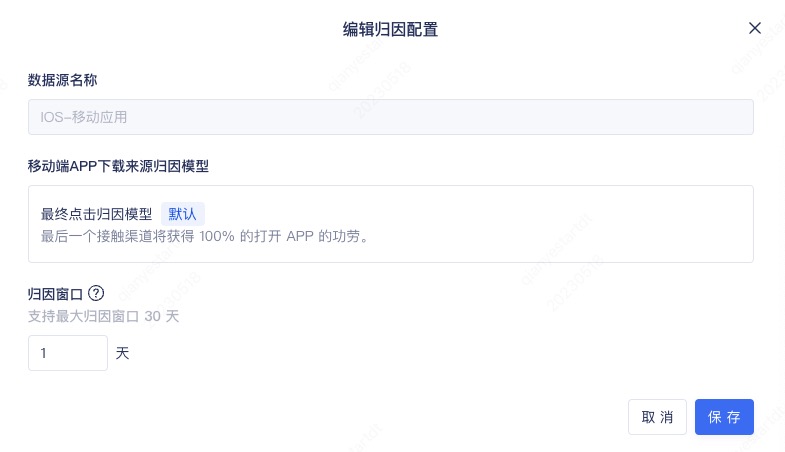 编辑归因配置
数据源名称
IOS-移动应用
移动端APP下载来源归因模型
最终点击归因模型 默认
最后一个接触渠道将获得 100% 的打开 APP 的功劳。
归因窗口 ?
支持最大归因窗口 30 天
1 天
取 消 保 存